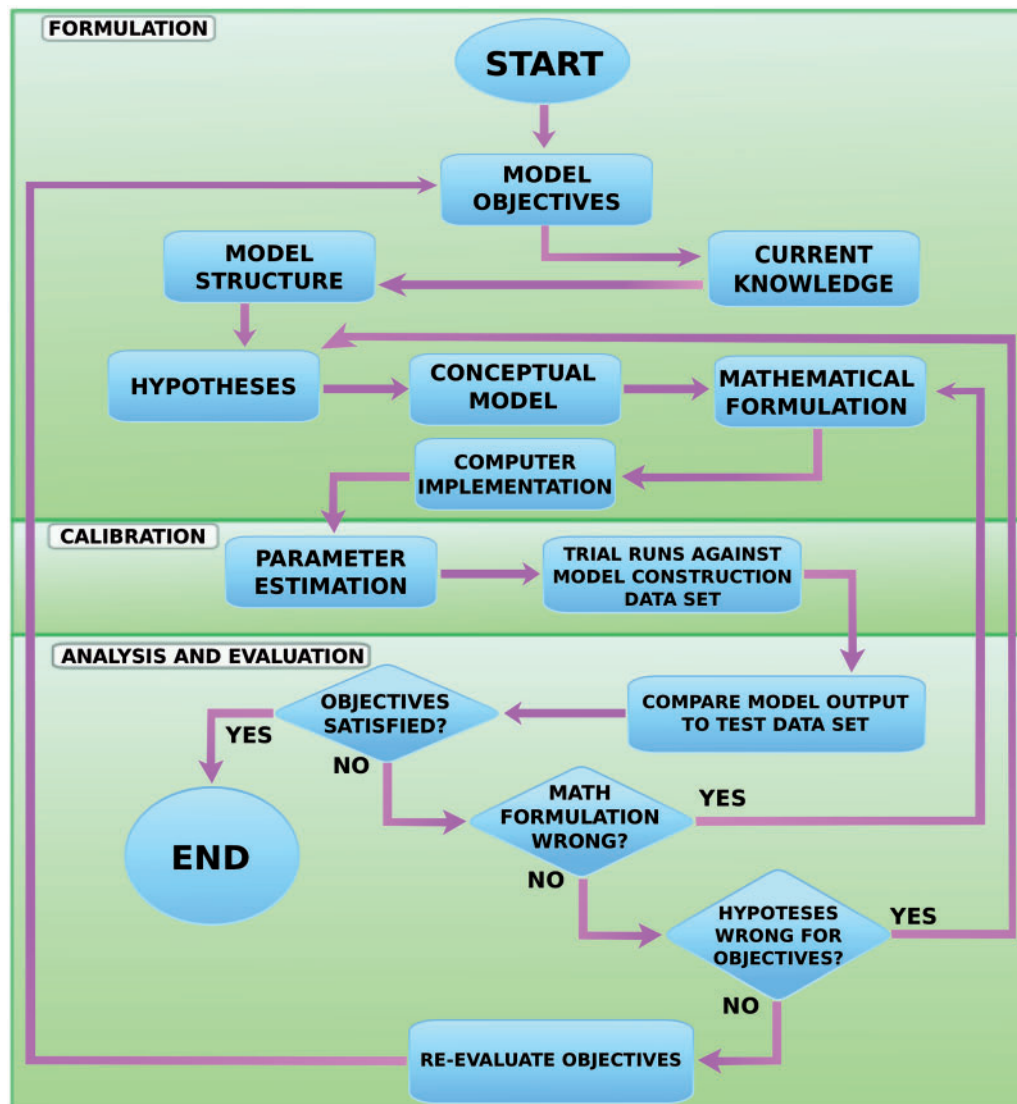 FORMULATION
START
MODEL
OBJECTIVES
MODEL
STRUCTURE
CURRENT
KNOWLEDGE
HYPOTHESES
CONCEPTUAL
MODEL
MATHEMATICAL
FORMULATION
COMPUTER
IMPLEMENTATION
CALIBRATION
PARAMETER
ESTIMATION
TRIAL RUNS AGAINST
MODEL CONSTRUCTION
DATA SET
ANALYSIS AND EVALUATION
OBJECTIVES
SATISFIED?
COMPARE MODEL OUTPUT
TO TEST DATA SET
YES
NO
END
MATH
FORMULATION
WRONG?
YES
NO
HYPOTESES
WRONG FOR
OBJECTIVES?
YES
NO
RE-EVALUATE OBJECTIVES